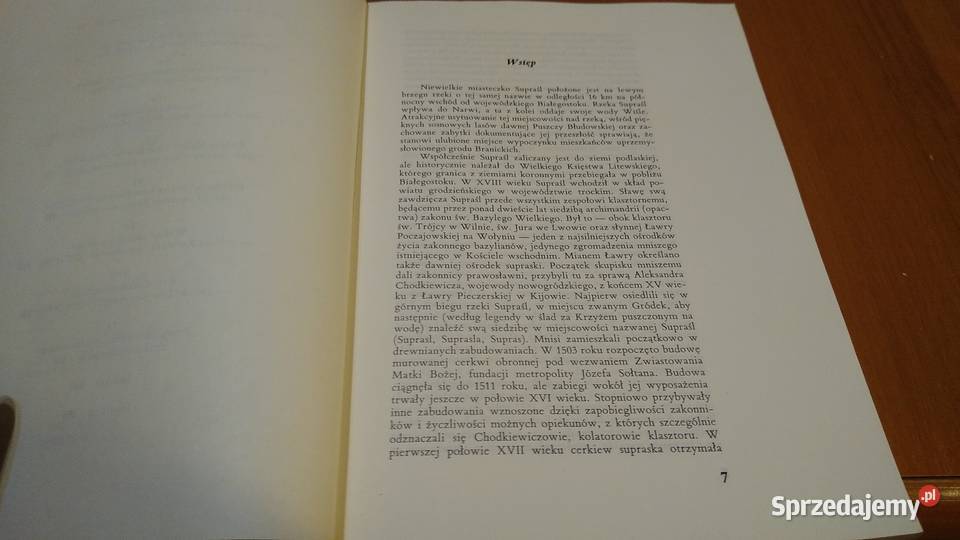 Wstęp
Niewielkie miasteczko Supraśl położone jest na lewym
brzegu rzeki o tej samej nazwie w odległości 16 km na pół-
nocny wschód od wojewódzkiego Białegostoku. Rzeka Supraśl
wpływa do Narwi, a ta z kolei oddaje swoje wody Wiśle.
Atrakcyjne usytuowanie tej miejscowości nad rzeką, wśród pię-
knych sosnowych lasów dawnej Puszczy Błudowskiej oraz za-
chowane zabytki dokumentujące jej przeszłość sprawiają, że
stanowi ulubione miejsce wypoczynku mieszkańców uprzemy-
słowionego grodu Branickich.
Współcześnie Supraśl zaliczany jest do ziemi podlaskiej,
ale historycznie należał do Wielkiego Księstwa Litewskiego,
którego granica z ziemiami koronnymi przebiegała w pobliżu
Białegostoku. W XVIII wieku Supraśl wchodził w skład po-
wiatu grodzieńskiego w województwie trockim. Sławę swą
zawdzięcza Supraśl przede wszystkim zespołowi klasztornemu,
będącemu przez ponad dwieście lat siedzibą archimandrii (opac-
twa) zakonu św. Bazylego Wielkiego. Był to — obok klasztoru
św. Trójcy w Wilnie, św. Jura we Lwowie oraz słynnej Ławry
Poczajowskiej na Wołyniu — jeden z najsilniejszych ośrodków
życia zakonnego bazylianów, jedynego zgromadzenia mniszego
istniejącego w Kościele wschodnim. Mianem Ławry określano
także dawniej ośrodek supraski. Początek skupisku mniszemu
dali zakonnicy prawosławni, przybyli tu za sprawą Aleksandra
Chodkiewicza, wojewody nowogródzkiego, z końcem XV wie-
ku z Ławry Pieczerskiej w Kijowie. Najpierw osiedlili się w
górnym biegu rzeki Supraśl, w miejscu zwanym Gródek, aby
następnie (według legendy w ślad za Krzyżem puszczonym na
wodę) znaleźć swą siedzibę w miejscowości nazwanej Supraśl
(Supraśl, Suprasla, Supras). Mnisi zamieszkali początkowo w
drewnianych zabudowaniach. W 1503 roku rozpoczęto budowę
murowanej cerkwi obronnej pod wezwaniem Zwiastowania
Matki Bożej, fundacji metropolity Józefa Sołtana. Budowa
ciągnęła się do 1511 roku, ale zabiegi wokół jej wyposażenia
trwały jeszcze w połowie XVI wieku. Stopniowo przybywały
inne zabudowania wznoszone dzięki zapobiegliwości zakonni-
ków i życzliwości możnych opiekunów, z których szczególnie
odznaczali się Chodkiewiczowie, kolatorowie klasztoru. W
pierwszej połowie XVII wieku cerkiew supraska otrzymała
7
Sprzedajemy.pl